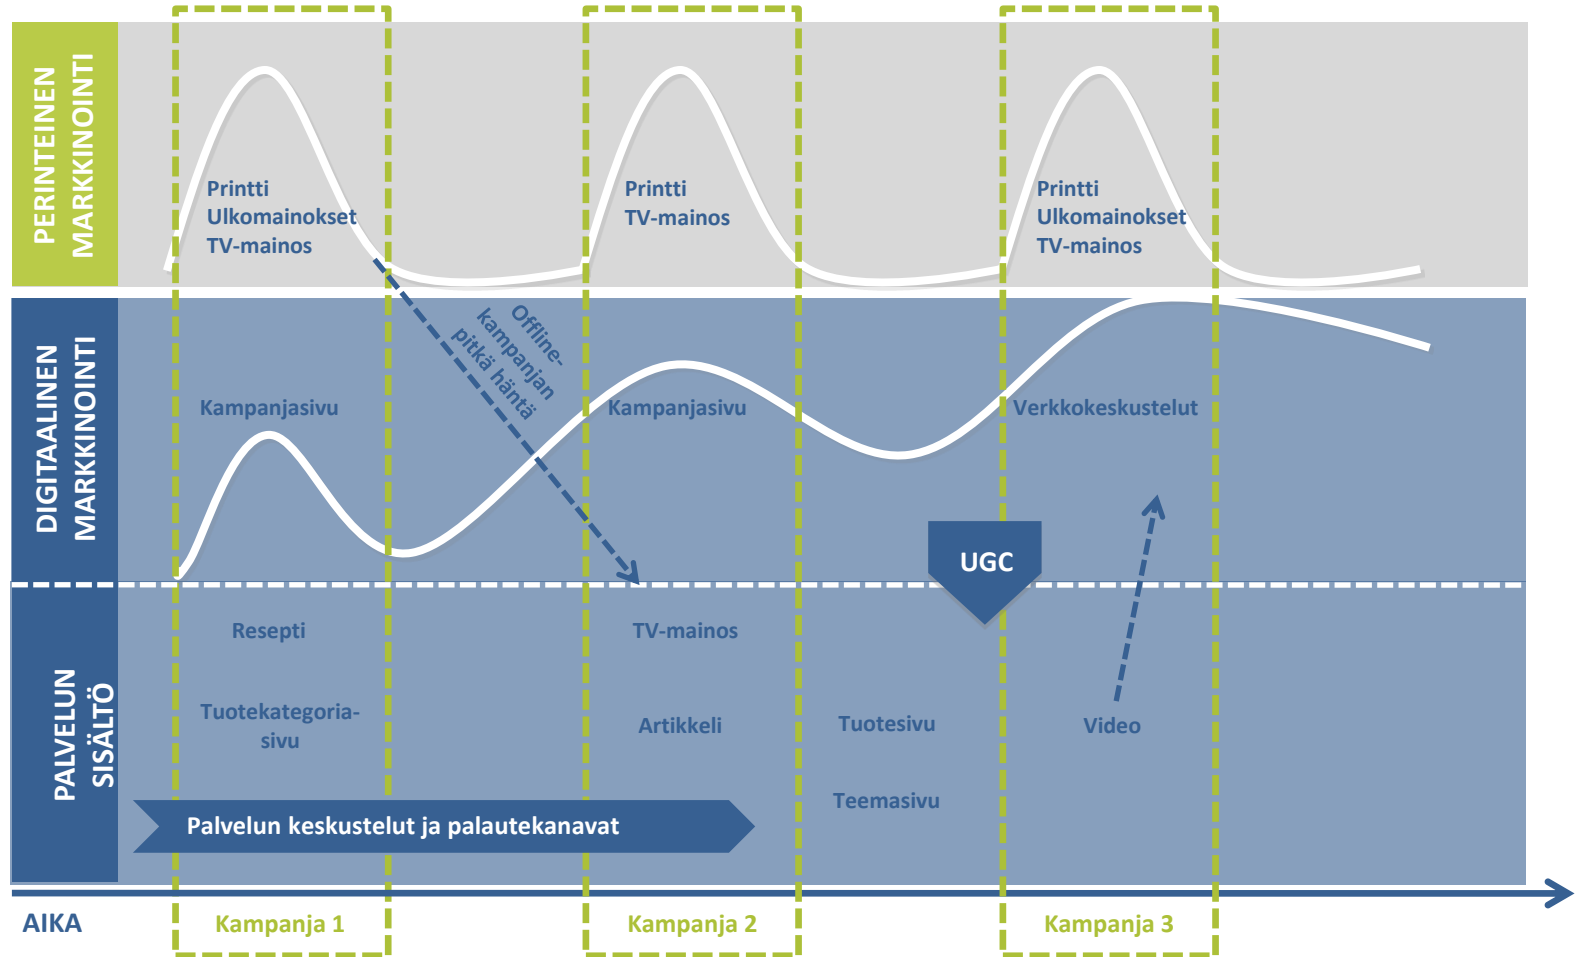 PERINTEINEN
MARKKINOINTI
Printti
Ulkomainokset
TV-mainos
Printti
TV-mainos
Printti
Ulkomainokset
TV-mainos
DIGITAALINEN
MARKKINOINTI
Offline-
kampanjan
pitkä häntä
Kampanjasivu
Kampanjasivu
Verkkokeskustelut
UGC
PALVELUN
SISÄLTÖ
Resepti
TV-mainos
Tuotekategoria-
sivu
Artikkeli
Tuotesivu
Video
Teemasivu
Palvelun keskustelut ja palautekanavat
AIKA
Kampanja 1
Kampanja 2
Kampanja 3